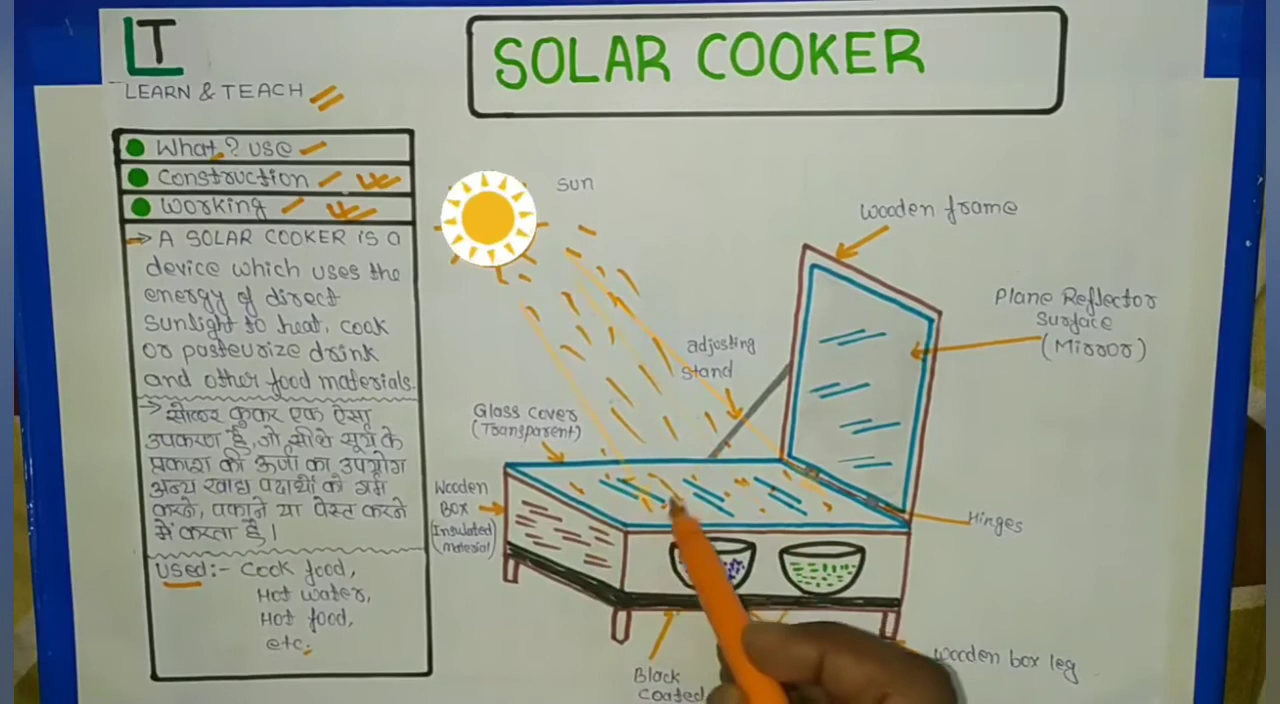 LT
LEARN & TEACH
SOLAR COOKER
What? use
Construction
Working
→ A SOLAR COOKER is a
device which uses the
energy of direct
sunlight to heat, cook
or pasteurize drink
and other food materials.
→ सोलर कुकर एक ऐसा
उपकरण है, जो सीधे सूर्य के
प्रकाश की ऊर्जा का उपयोग
अन्य खाद्य पदार्थों को गर्म
करने, पकाने या पेस्ट करने
में करता है।
Used:- Cook food,
Hot water,
Hot food,
etc.
Sun
Wooden frame
Plane Reflector
Surface
(Mirror)
adjusting
stand
Glass Cover
(Transparent)
Wooden
Box
(Insulated
Material)
Hinges
Wooden box leg
Black
Coated